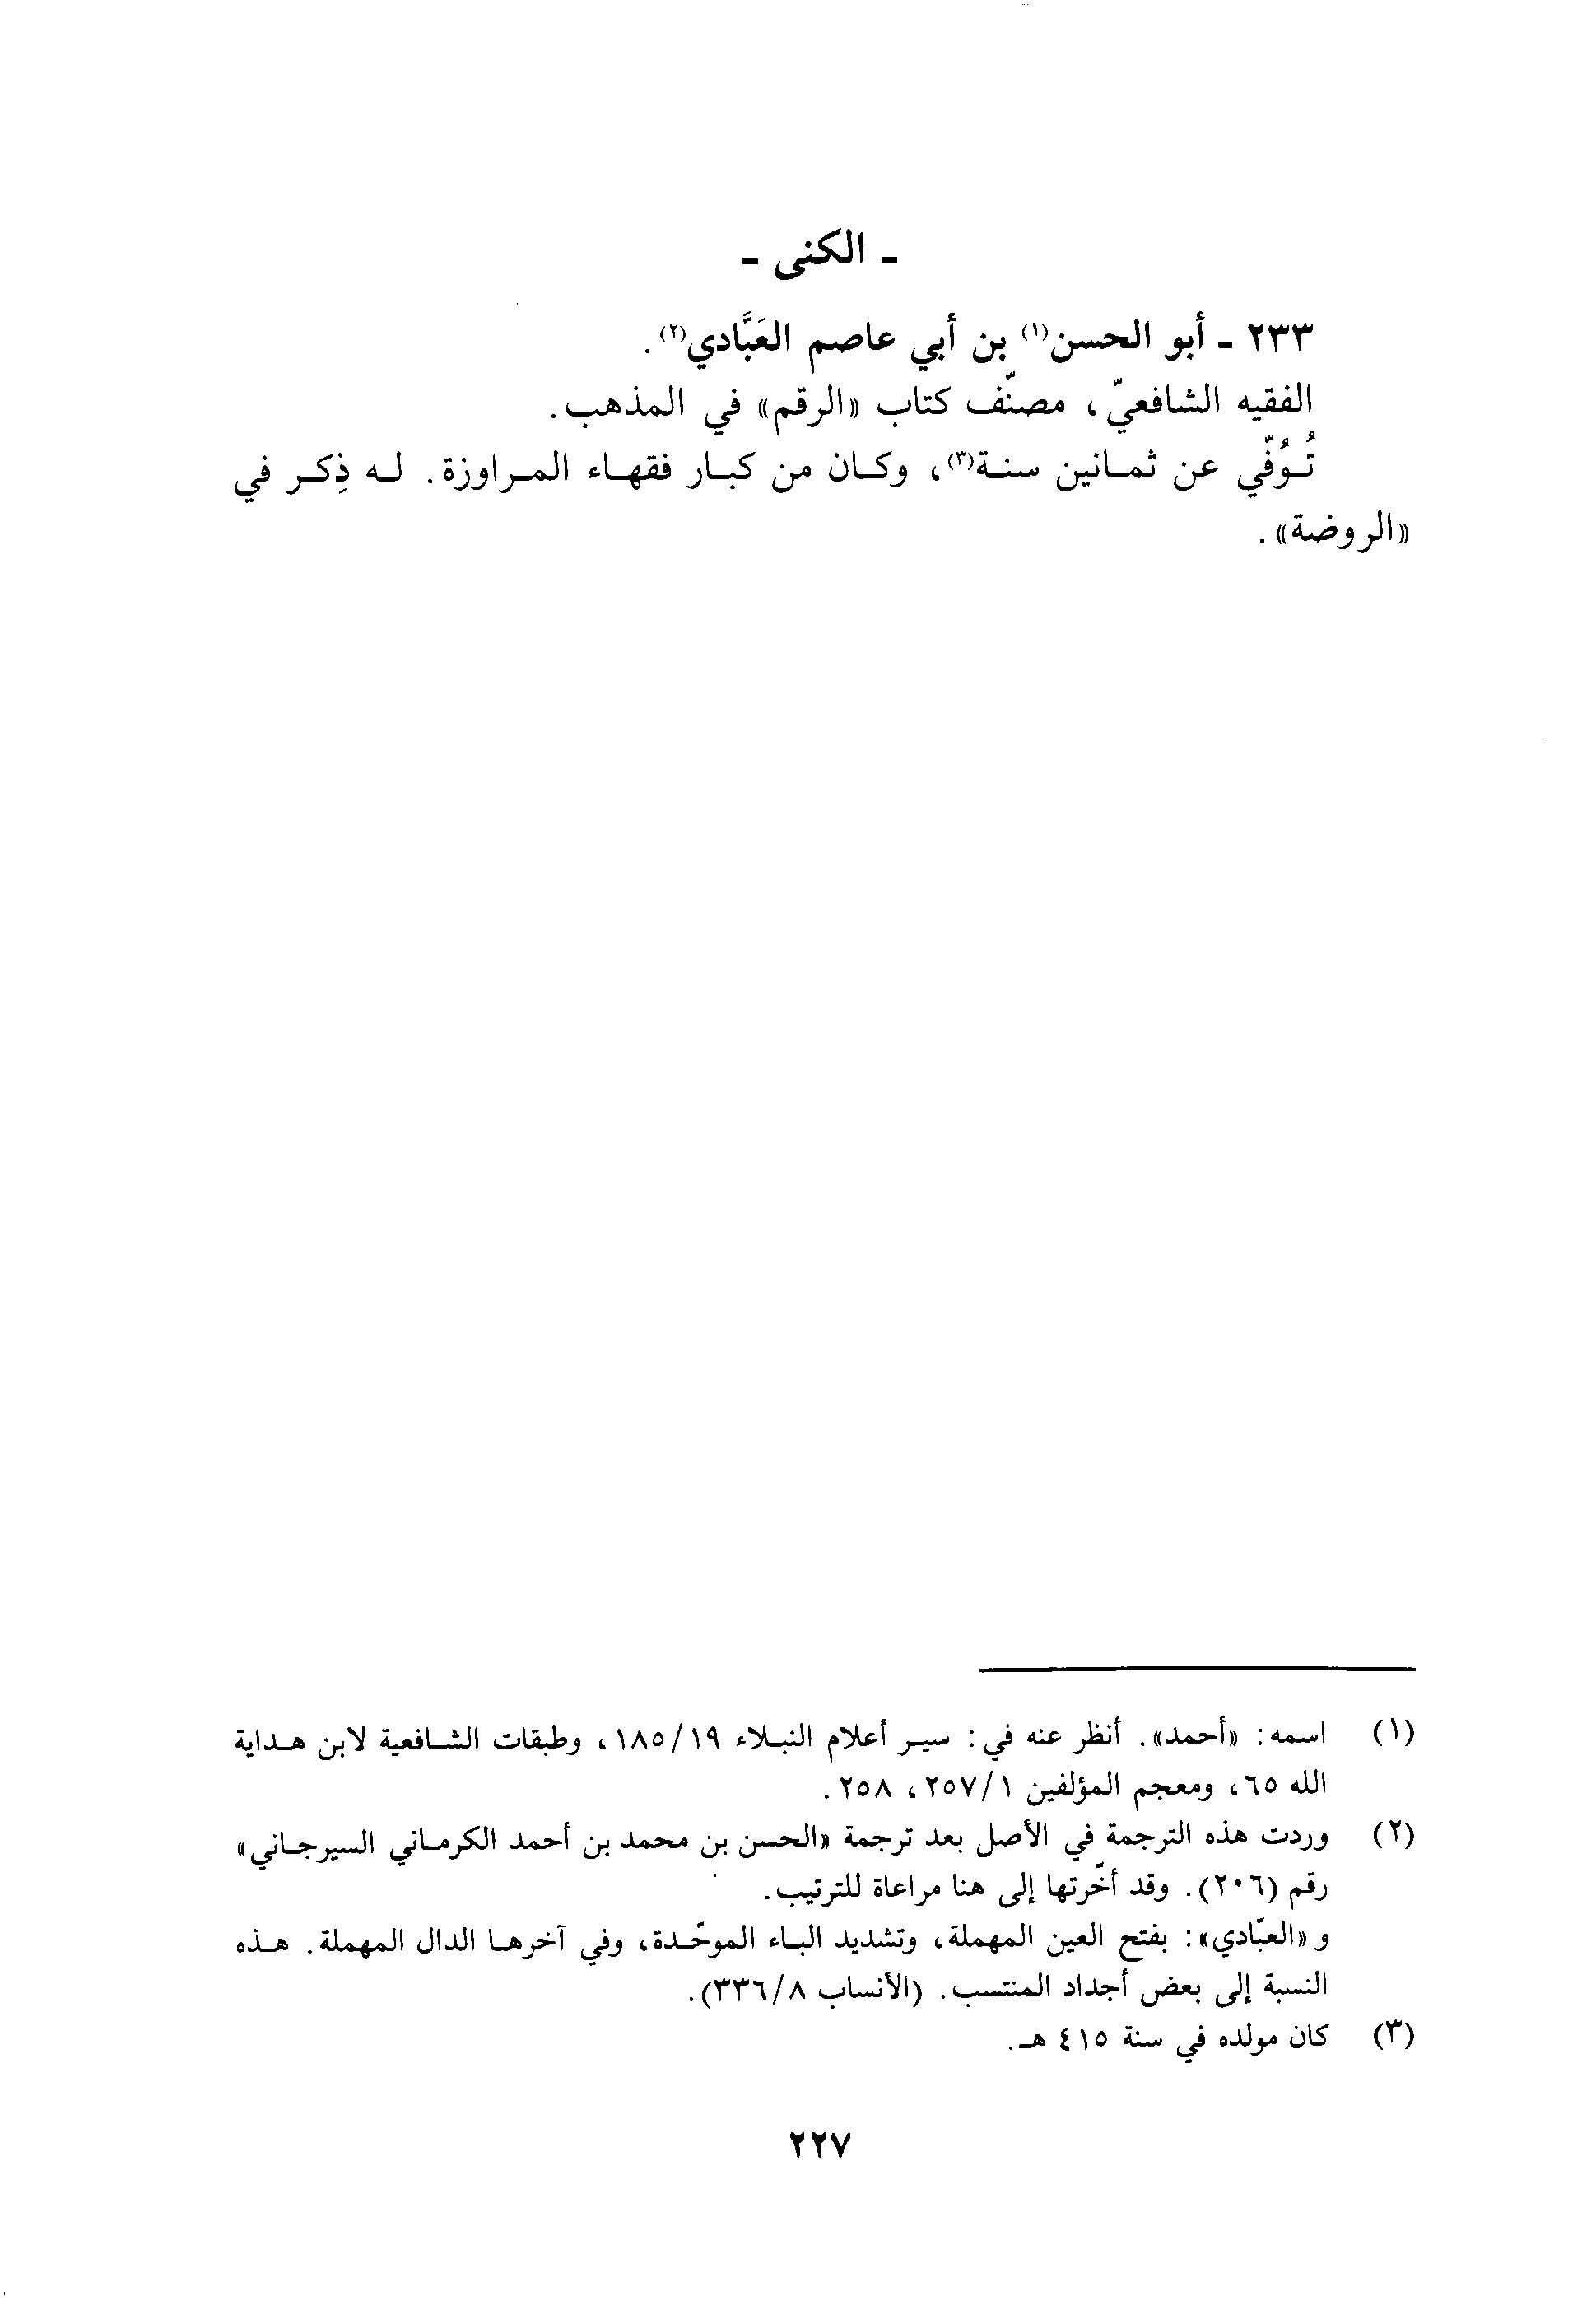 ـ الكنى ـ
٢٣٣ ـ أبو الحسن(١) بن أبي عاصم العَبَّادي(٢).
الفقيه الشافعيّ، مصنّف كتاب «الرقم» في المذهب.
تُوُفّي عن ثمانين سنة(٣)، وكان من كبار فقهاء المراوزة. له ذِكر في
«الروضة».
(١) اسمه: «أحمد». أنظر عنه في: سير أعلام النبلاء ١٩/ ١٨٥، وطبقات الشافعية لابن هداية
الله ٦٥، ومعجم المؤلفين ١/ ٢٥٧، ٢٥٨.
(٢) وردت هذه الترجمة في الأصل بعد ترجمة «الحسن بن محمد بن أحمد الكرماني السيرجاني»
رقم (٢٠٦). وقد أخّرتها إلى هنا مراعاة للترتيب.
و«العبّادي»: بفتح العين المهملة، وتشديد الباء الموحّدة، وفي آخرها الدال المهملة. هذه
النسبة إلى بعض أجداد المنتسب. (الأنساب ٨/ ٣٣٦).
(٣) كان مولده في سنة ٤١٥ هـ.
٢٢٧